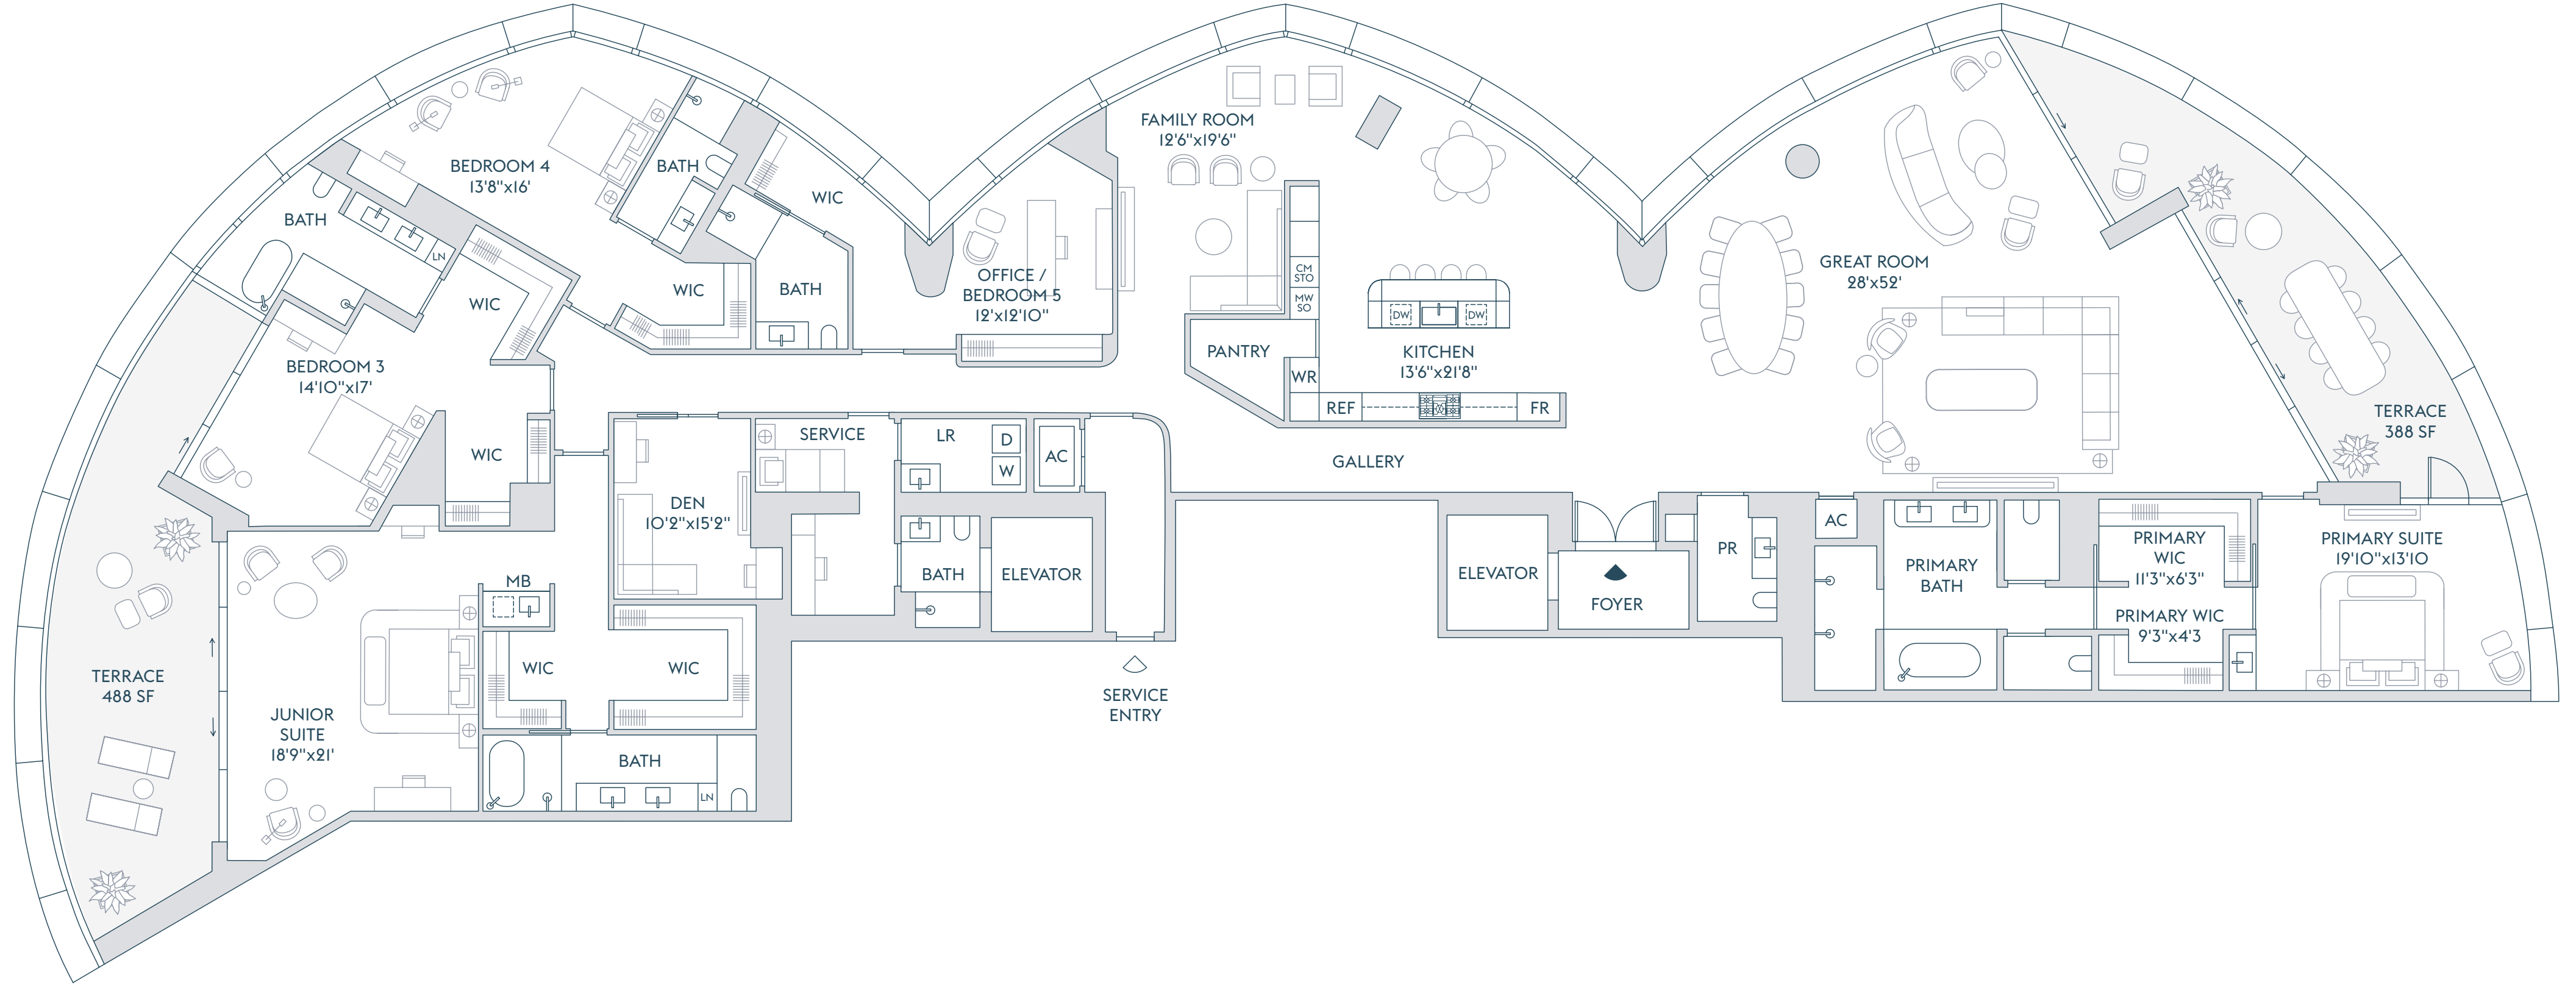 FAMILY ROOM
12'6"x19'6"
BEDROOM 4
13'8"x16'
BATH
WIC
BATH
LN
WIC
WIC
BATH
OFFICE /
BEDROOM 5
12'x12'10"
CM
STO
MW
SO
DW
DW
GREAT ROOM
28'x52'
PANTRY
KITCHEN
13'6"x21'8"
WR
REF
FR
BEDROOM 3
14'10"x17'
WIC
SERVICE
LR
D
W
AC
GALLERY
TERRACE
388 SF
DEN
10'2"x15'2"
BATH
ELEVATOR
ELEVATOR
FOYER
PR
AC
PRIMARY
BATH
PRIMARY
WIC
11'3"x6'3"
PRIMARY WIC
9'3"x4'3
PRIMARY SUITE
19'10"x13'10
MB
WIC
WIC
TERRACE
488 SF
JUNIOR
SUITE
18'9"x21'
SERVICE
ENTRY
BATH
LN